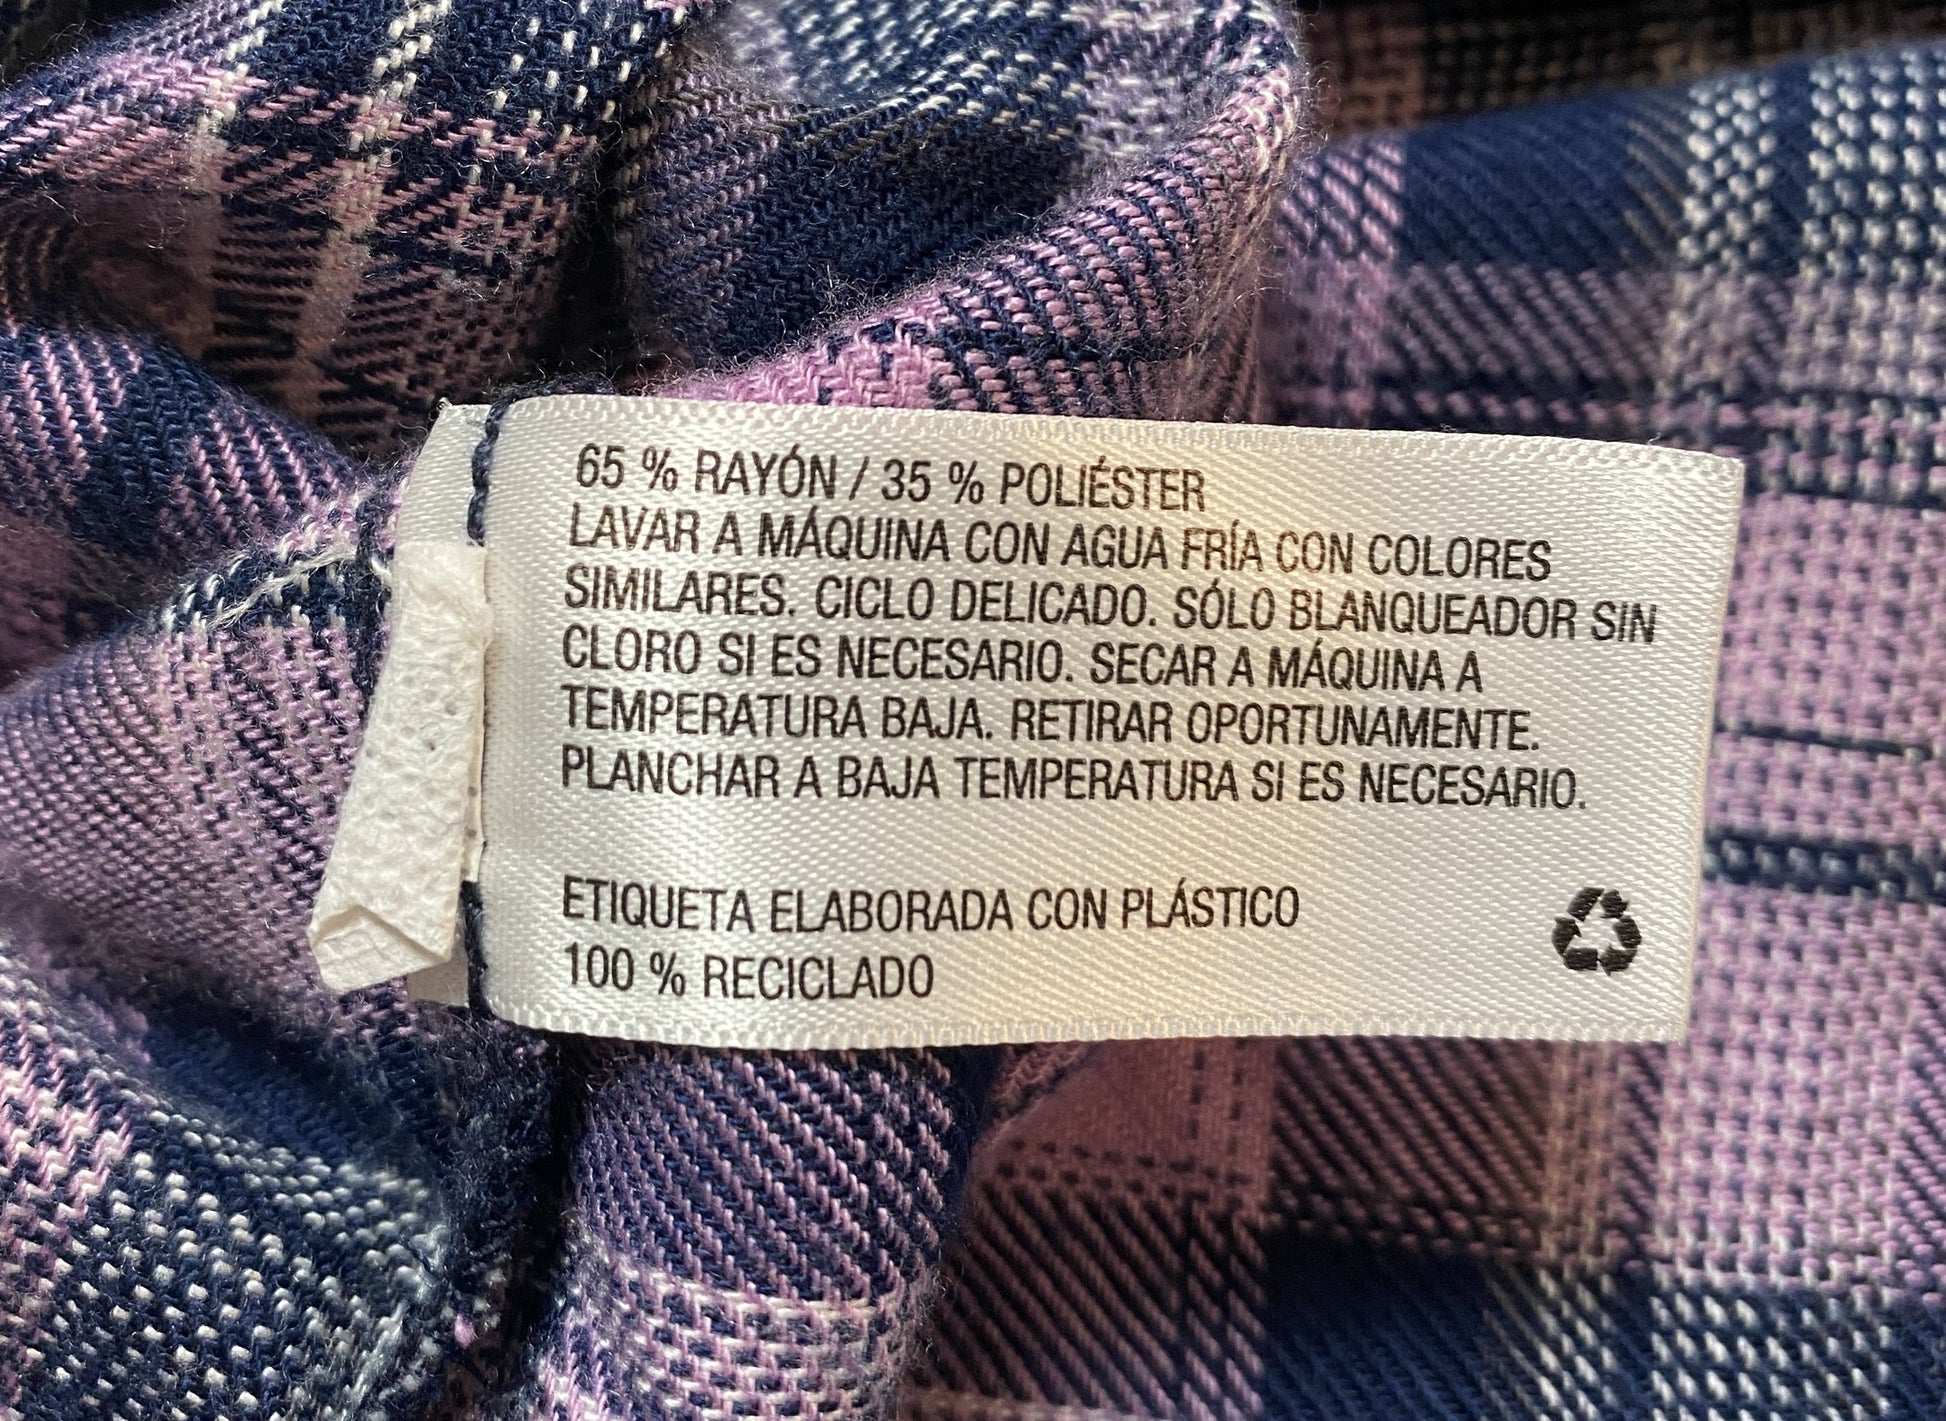 65 % RAYÓN / 35 % POLIÉSTER
LAVAR A MÁQUINA CON AGUA FRÍA CON COLORES
SIMILARES. CICLO DELICADO. SÓLO BLANQUEADOR SIN
CLORO SI ES NECESARIO. SECAR A MÁQUINA A
TEMPERATURA BAJA. RETIRAR OPORTUNAMENTE.
PLANCHAR A BAJA TEMPERATURA SI ES NECESARIO.
ETIQUETA ELABORADA CON PLÁSTICO
100 % RECICLADO